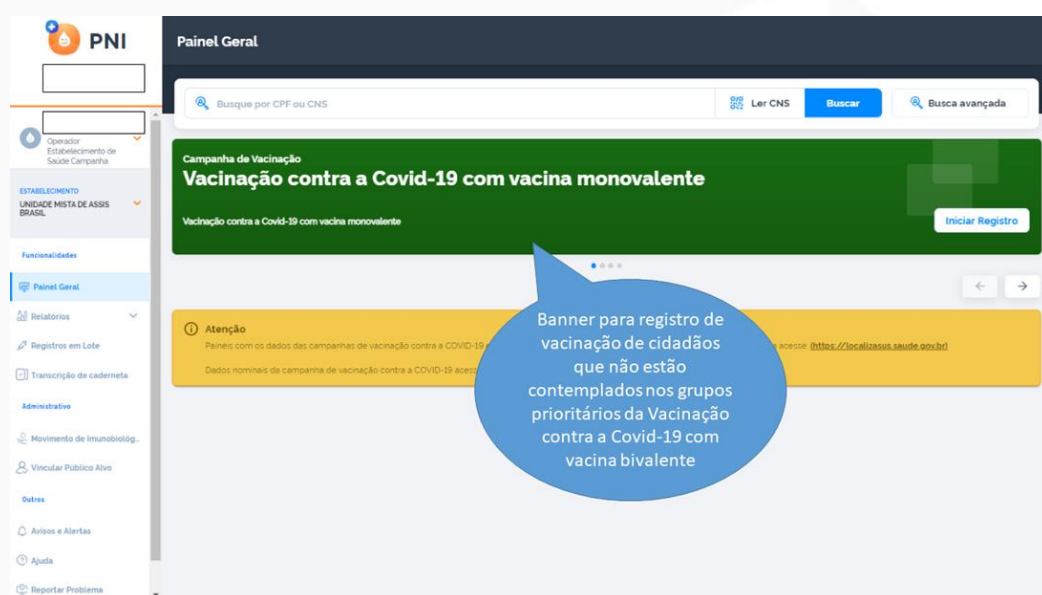 PNI
Painel Geral
Busque por CPF ou CNS
Ler CNS
Buscar
Busca avançada
Operador
Estabelecimento de
Saúde Campanha
ESTABELECIMENTO
UNIDADE MISTA DE ASSIS
BRASIL
Campanha de Vacinação
Vacinação contra a Covid-19 com vacina monovalente
Vacinação contra a Covid-19 com vacina monovalente
Iniciar Registro
Funcionalidades
Painel Geral
Relatórios
Registros em Lote
Transcrição de caderneta
Administrativo
Movimento de Imunobiológ..
Vincular Público Alvo
Outros
Avisos e Alertas
Ajuda
Reportar Problema
Atenção
Painéis com os dados das campanhas de vacinação contra a COVID-19 acesse: (https://localizasus.saude.gov.br)
Dados nominais da campanha de vacinação contra a COVID-19
Banner para registro de
vacinação de cidadãos
que não estão
contemplados nos grupos
prioritários da Vacinação
contra a Covid-19 com
vacina bivalente